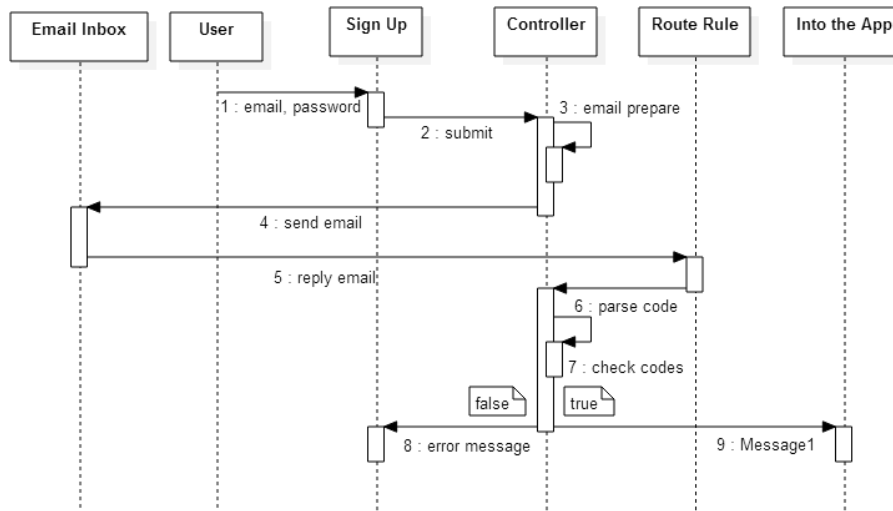 Email Inbox
User
Sign Up
Controller
Route Rule
Into the App
1 : email, password
3 : email prepare
2 : submit
4 : send email
5 : reply email
6 : parse code
7 : check codes
false
true
8 : error message
9 : Message1